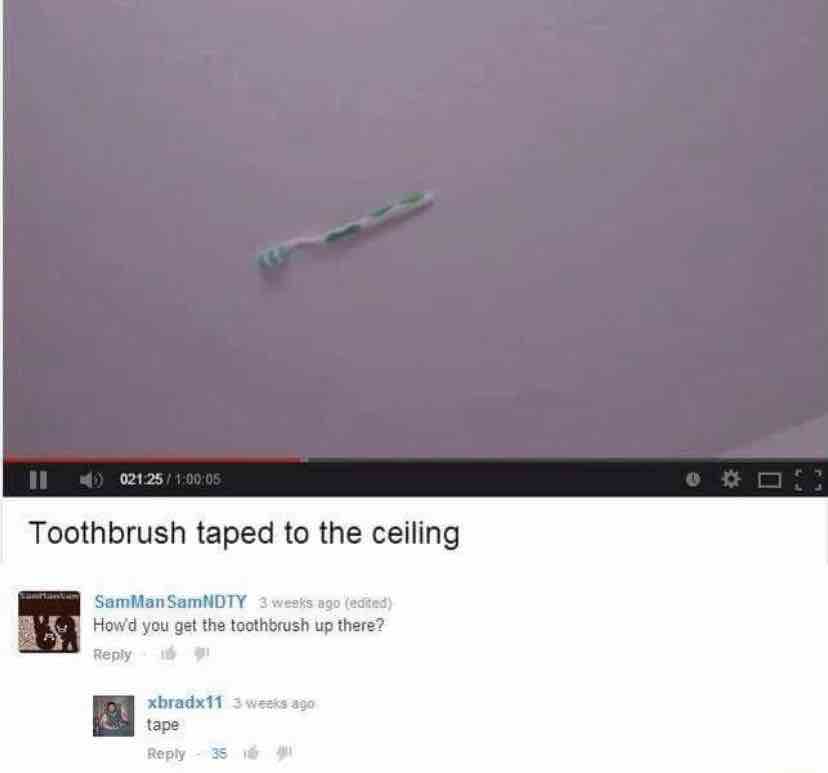 021:25 / 1:00:05
Toothbrush taped to the ceiling
SamManSam
SamManSamNDTY 3 weeks ago (edited)
How'd you get the toothbrush up there?
Reply
xbradx11 3 weeks ago
tape
Reply - 35